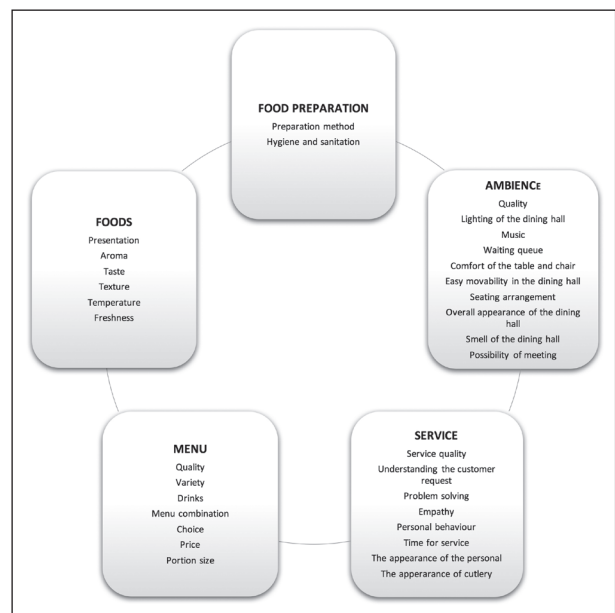 FOOD PREPARATION
Preparation method
Hygiene and sanitation
AMBIENCE
Quality
Lighting of the dining hall
Music
Waiting queue
Comfort of the table and chair
Easy movability in the dining hall
Seating arrangement
Overall appearance of the dining
hall
Smell of the dining hall
Possibility of meeting
SERVICE
Service quality
Understanding the customer
request
Problem solving
Empathy
Personal behaviour
Time for service
The appearance of the personal
The apperarance of cutlery
MENU
Quality
Variety
Drinks
Menu combination
Choice
Price
Portion size
FOODS
Presentation
Aroma
Taste
Texture
Temperature
Freshness